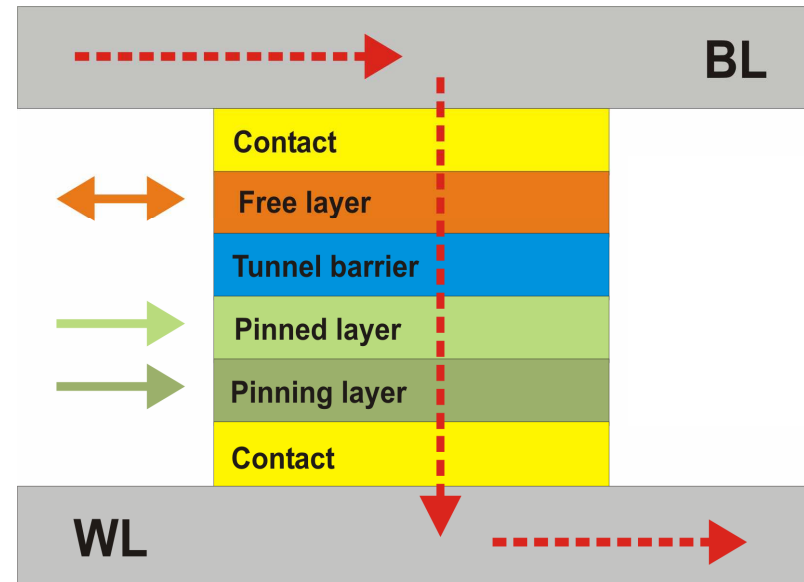 BL
Contact
Free layer
Tunnel barrier
Pinned layer
Pinning layer
Contact
WL